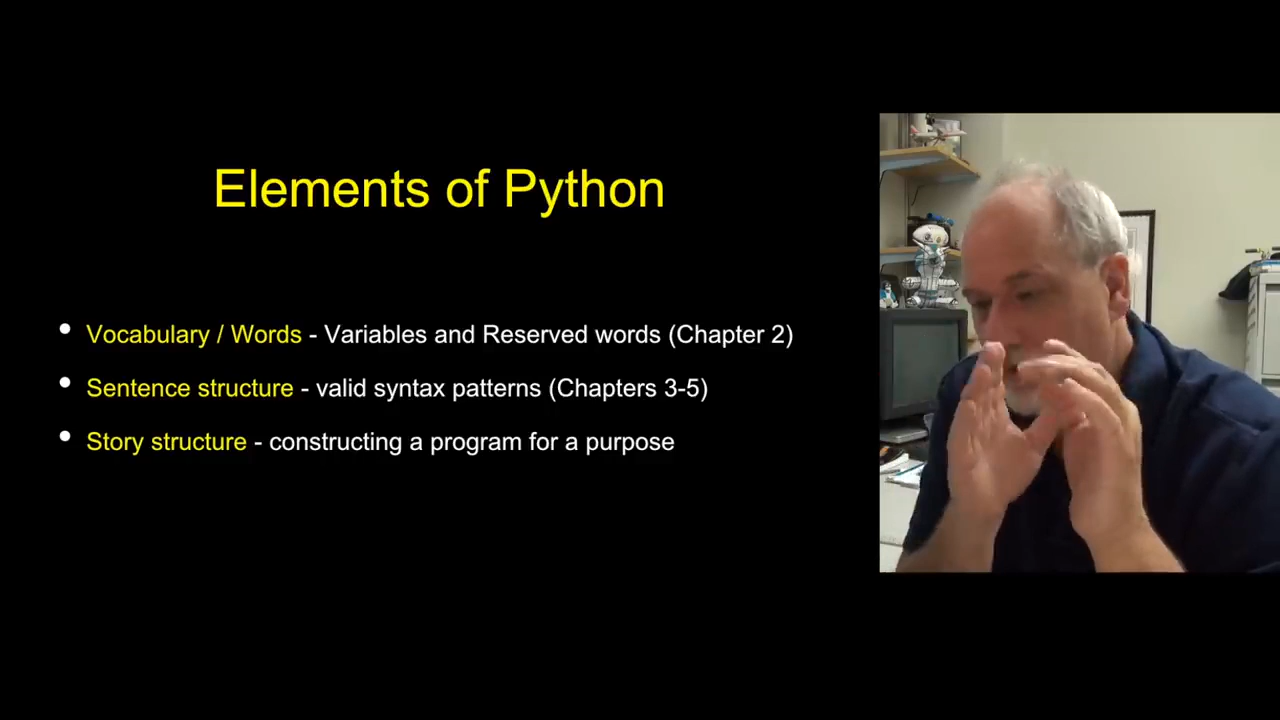 Elements of Python
• Vocabulary / Words - Variables and Reserved words (Chapter 2)
• Sentence structure - valid syntax patterns (Chapters 3-5)
• Story structure - constructing a program for a purpose